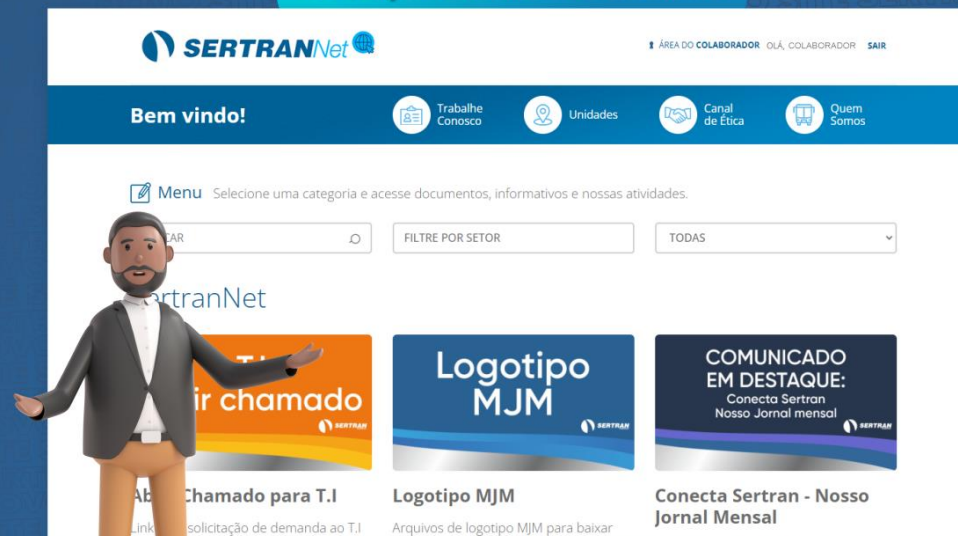 SERTRANNet
ÁREA DO COLABORADOR OLÁ, COLABORADOR SAIR
Bem vindo!
Trabalhe
Conosco
Unidades
Canal
de Ética
Quem
Somos
Menu Selecione uma categoria e acesse documentos, informativos e nossas atividades.
FILTRE POR SETOR
TODAS
chamado
SERTRAN
Logotipo
MJM
SERTRAN
COMUNICADO
EM DESTAQUE:
Conecta Sertran
Nosso Jornal mensal
SERTRAN
Chamado para T.I
solicitação de demanda ao T.I
Logotipo MJM
Arquivos de logotipo MJM para baixar
Conecta Sertran - Nosso
Jornal Mensal